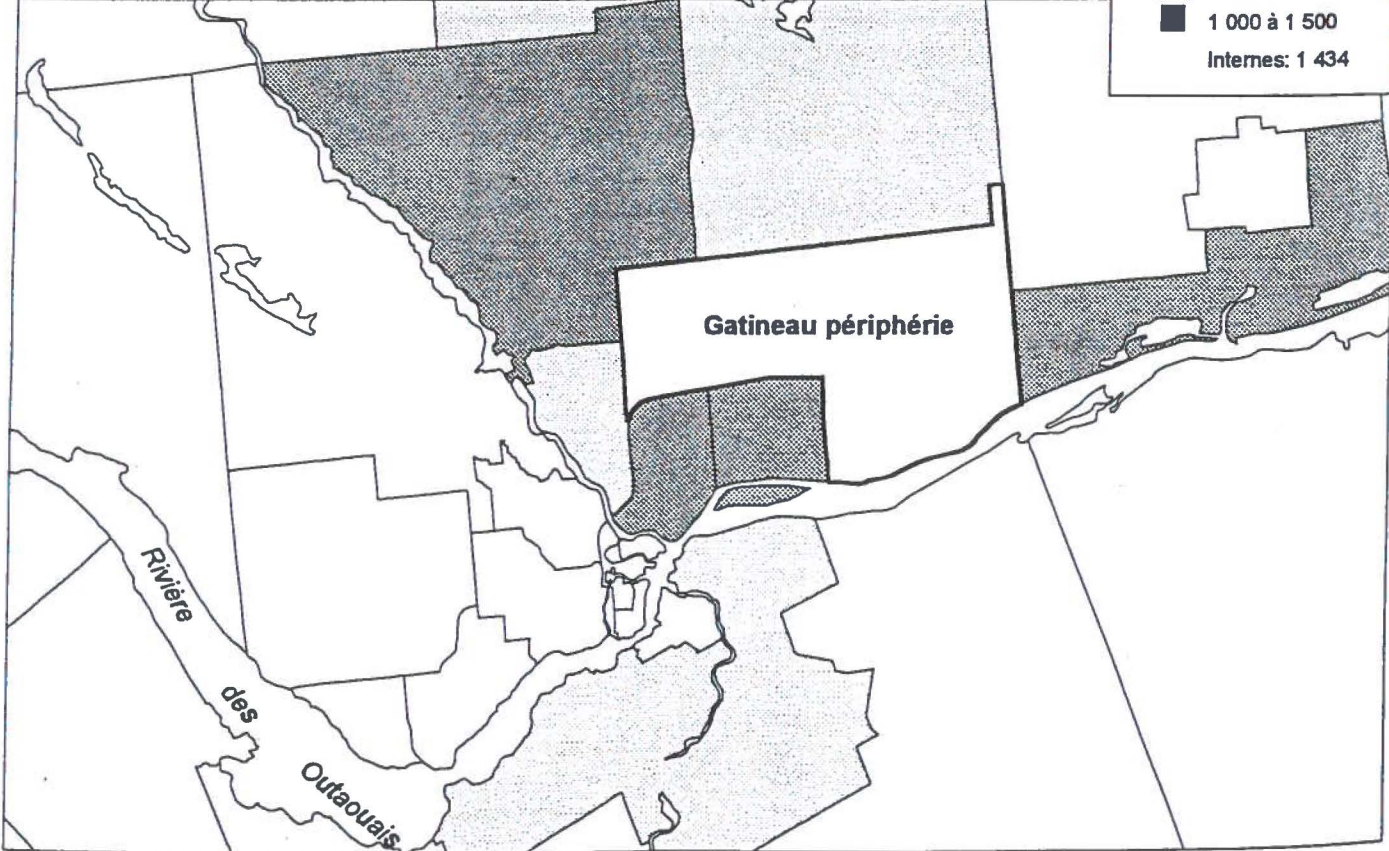 1 000 à 1 500
Internes: 1 434
Gatineau périphérie
Rivière
des
Outaouais